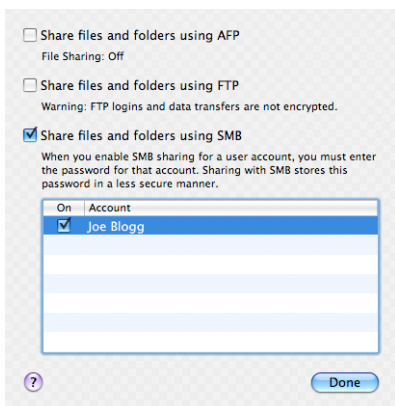 Share files and folders using AFP
File Sharing: Off
Share files and folders using FTP
Warning: FTP logins and data transfers are not encrypted.
Share files and folders using SMB
When you enable SMB sharing for a user account, you must enter
the password for that account. Sharing with SMB stores this
password in a less secure manner.
On Account
Joe Blogg
? Done